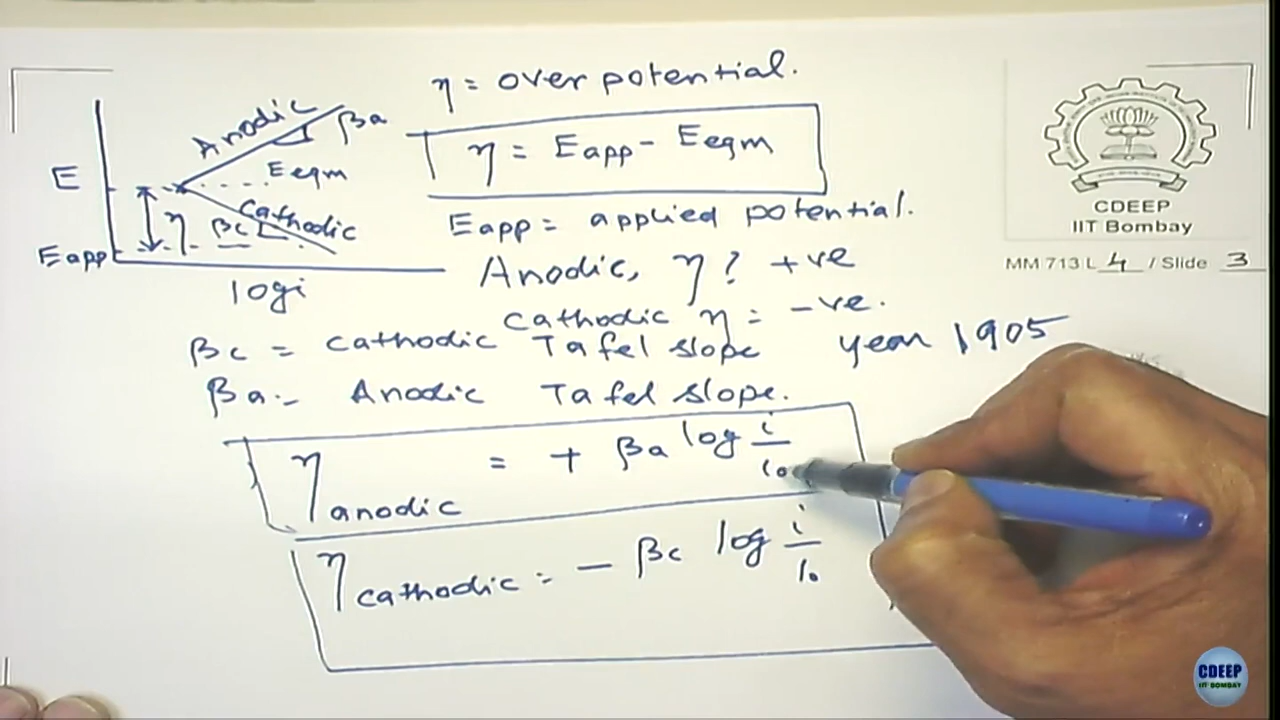 η = over potential.
Anodic
βa
η = Eapp - Eeqm
E
Eeqm
η
βc
Cathodic
Eapp
log i
Eapp = applied potential.
Anodic, η ? +ve
cathodic η = -ve.
βc = cathodic Tafel slope year 1905
βa :- Anodic Tafel slope.
η anodic = + βa log i/i₀
η cathodic = - βc log i/i₀
CDEEP
IIT Bombay
MM 713 L 4 / Slide 3
CDEEP
IIT BOMBAY